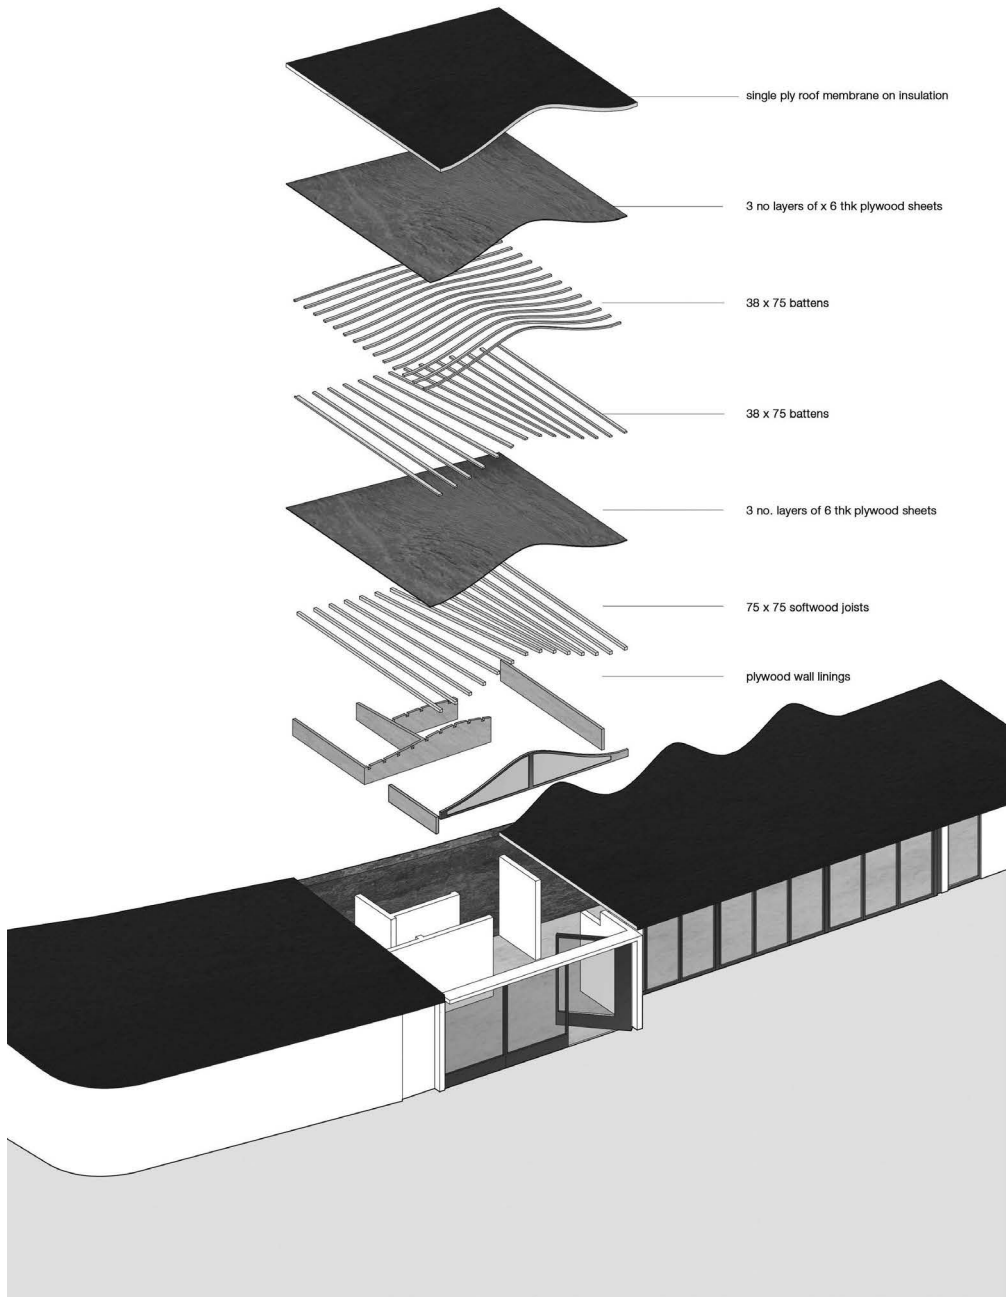 single ply roof membrane on insulation
3 no layers of x 6 thk plywood sheets
38 x 75 battens
38 x 75 battens
3 no. layers of 6 thk plywood sheets
75 x 75 softwood joists
plywood wall linings